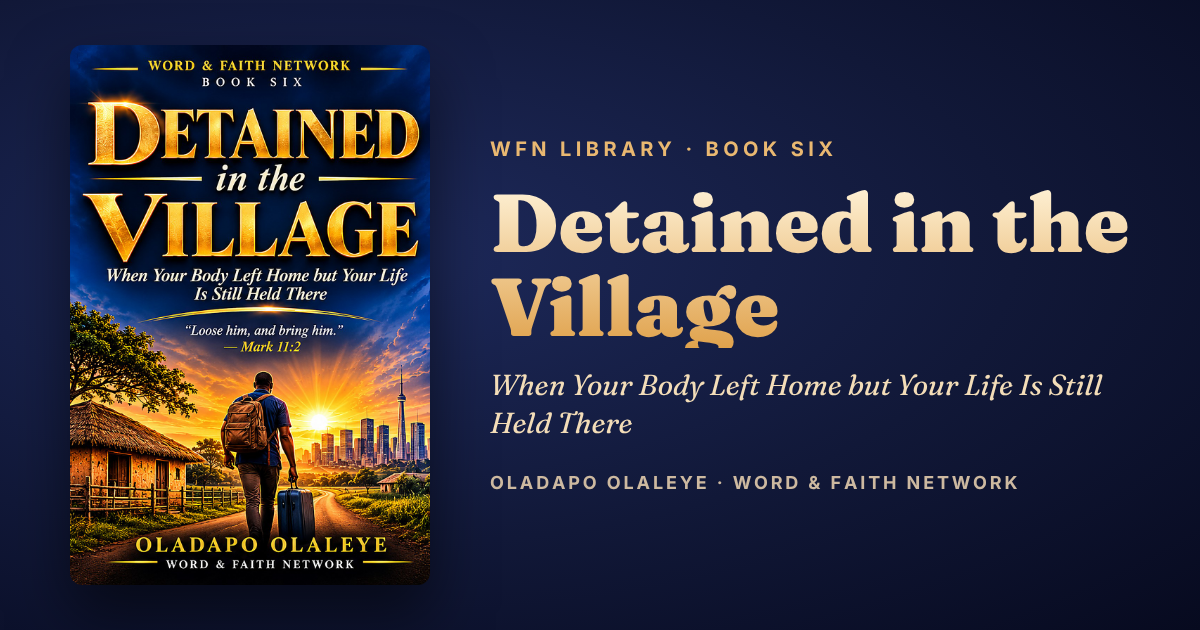 WORD & FAITH NETWORK
BOOK SIX
DETAINED
in the
VILLAGE
When Your Body Left Home but Your Life
Is Still Held There
“Loose him, and bring him.”
— Mark 11:2
OLADAPO OLALEYE
WORD & FAITH NETWORK
WFN LIBRARY · BOOK SIX
Detained in the
Village
When Your Body Left Home but Your Life Is Still
Held There
OLADAPO OLALEYE · WORD & FAITH NETWORK